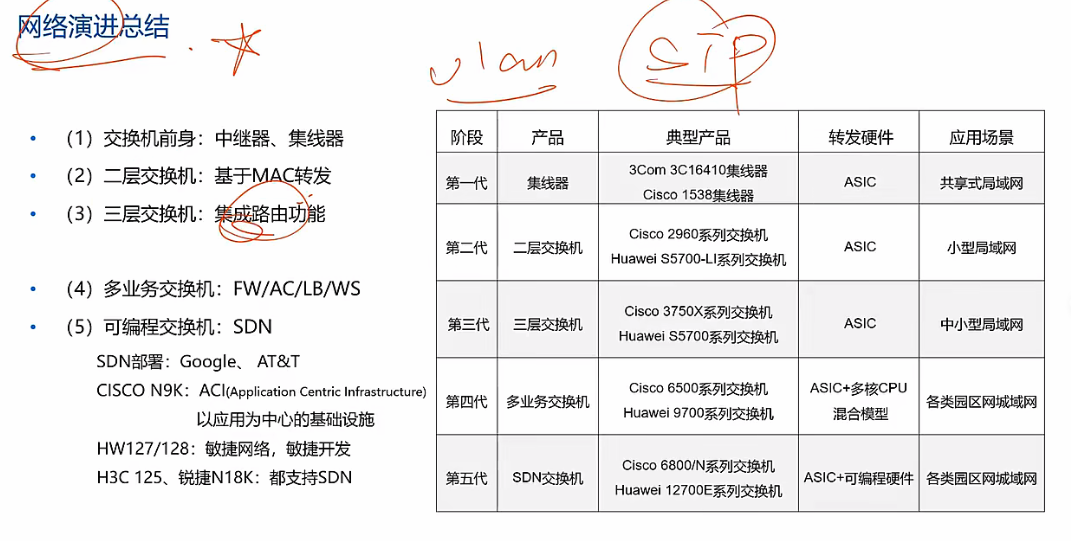 网络演进总结
vlan STP
• （1）交换机前身：中继器、集线器
• （2）二层交换机：基于MAC转发
• （3）三层交换机：集成路由功能
• （4）多业务交换机：FW/AC/LB/WS
• （5）可编程交换机：SDN
SDN部署：Google、 AT&T
CISCO N9K：ACI(Application Centric Infrastructure)
以应用为中心的基础设施
HW127/128：敏捷网络，敏捷开发
H3C 125、锐捷N18K：都支持SDN
阶段 产品 典型产品 转发硬件 应用场景
第一代 集线器 3Com 3C16410集线器 ASIC 共享式局域网
Cisco 1538集线器
第二代 二层交换机 Cisco 2960系列交换机 ASIC 小型局域网
Huawei S5700-LI系列交换机
第三代 三层交换机 Cisco 3750X系列交换机 ASIC 中小型局域网
Huawei S5700系列交换机
第四代 多业务交换机 Cisco 6500系列交换机 ASIC+多核CPU 各类园区网城域网
Huawei 9700系列交换机 混合模型
第五代 SDN交换机 Cisco 6800/N系列交换机 ASIC+可编程硬件 各类园区网城域网
Huawei 12700E系列交换机